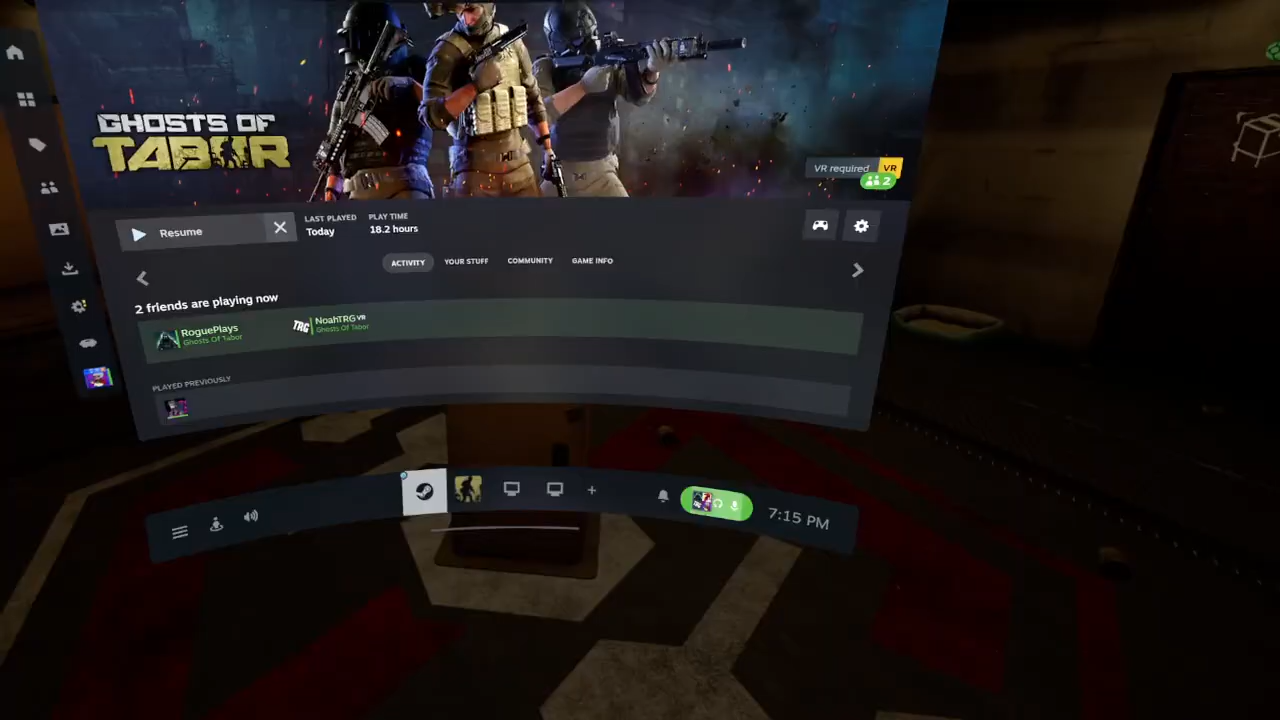 GHOSTS OF
TABOR
VR required VR
2
Resume
LAST PLAYED
Today
PLAY TIME
18.2 hours
ACTIVITY YOUR STUFF COMMUNITY GAME INFO
2 friends are playing now
RoguePlays
Ghosts Of Tabor
TRG
NoahTRG VR
Ghosts Of Tabor
PLAYED PREVIOUSLY
7:15 PM